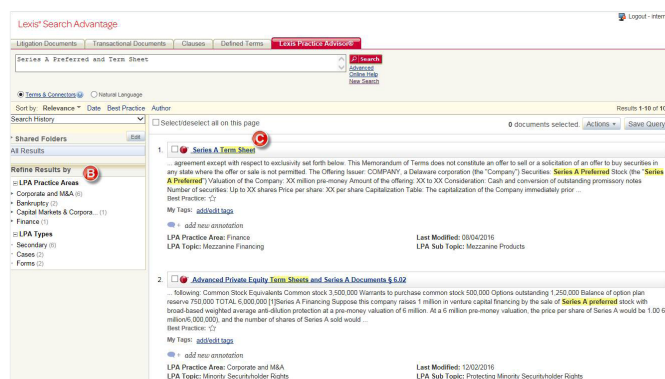 Lexis® Search Advantage
Logout - intern
Litigation Documents Transactional Documents Clauses Defined Terms Lexis Practice Advisor®
Series A Preferred and Term Sheet
Search
Advanced
Online Help
New Search
Terms & Connectors Natural Language
Sort by: Relevance Date Best Practice Author
Results 1-10 of 10
Search History
Select/deselect all on this page
0 documents selected. Actions Save Query
Shared Folders Edit
All Results
B
Refine Results by
LPA Practice Areas
Corporate and M&A (6)
Bankruptcy (2)
Capital Markets & Corpora... (1)
Finance (1)
LPA Types
Secondary (6)
Cases (2)
Forms (2)
C
1. Series A Term Sheet
... agreement except with respect to exclusivity set forth below. This Memorandum of Terms does not constitute an offer to sell or a solicitation of an offer to buy securities in
any state where the offer or sale is not permitted. The Offering Issuer: COMPANY, a Delaware corporation (the "Company") Securities: Series A Preferred Stock (the "Series
A Preferred") Valuation of the Company: XX million pre-money Amount of the offering: XX to XX Consideration: Cash and conversion of outstanding promissory notes
Number of securities: Up to XX shares Price per share: XX per share Capitalization Table: The capitalization of the Company immediately prior ...
Best Practice:
My Tags: add/edit tags
add new annotation
LPA Practice Area: Finance Last Modified: 08/04/2016
LPA Topic: Mezzanine Financing LPA Sub Topic: Mezzanine Products
2. Advanced Private Equity Term Sheets and Series A Documents § 6.02
... following: Common Stock Equivalents Common stock 3,500,000 Warrants to purchase common stock 500,000 Options outstanding 1,250,000 Balance of option plan
reserve 750,000 TOTAL 6,000,000 [1]Series A Financing Suppose this company raises 1 million in venture capital financing by the sale of Series A preferred stock with
broad-based weighted average anti-dilution protection at a pre-money valuation of 6 million. At a 6 million pre-money valuation, the price per share of Series A would be 1.00 6
million/6,000,000), and the number of shares of Series A sold would ...
Best Practice:
My Tags: add/edit tags
add new annotation
LPA Practice Area: Corporate and M&A Last Modified: 12/02/2016
LPA Topic: Minority Securityholder Rights LPA Sub Topic: Protecting Minority Securityholder Rights